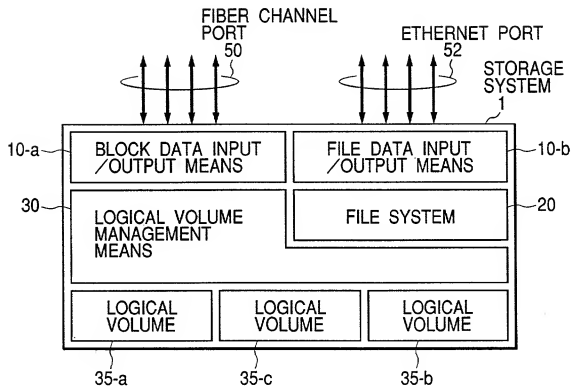 FIBER CHANNEL
PORT
50
ETHERNET PORT
52
STORAGE
SYSTEM
1
10-a
BLOCK DATA INPUT
/OUTPUT MEANS
FILE DATA INPUT
/OUTPUT MEANS
10-b
30
LOGICAL VOLUME
MANAGEMENT
MEANS
FILE SYSTEM
20
LOGICAL
VOLUME
LOGICAL
VOLUME
LOGICAL
VOLUME
35-a
35-c
35-b